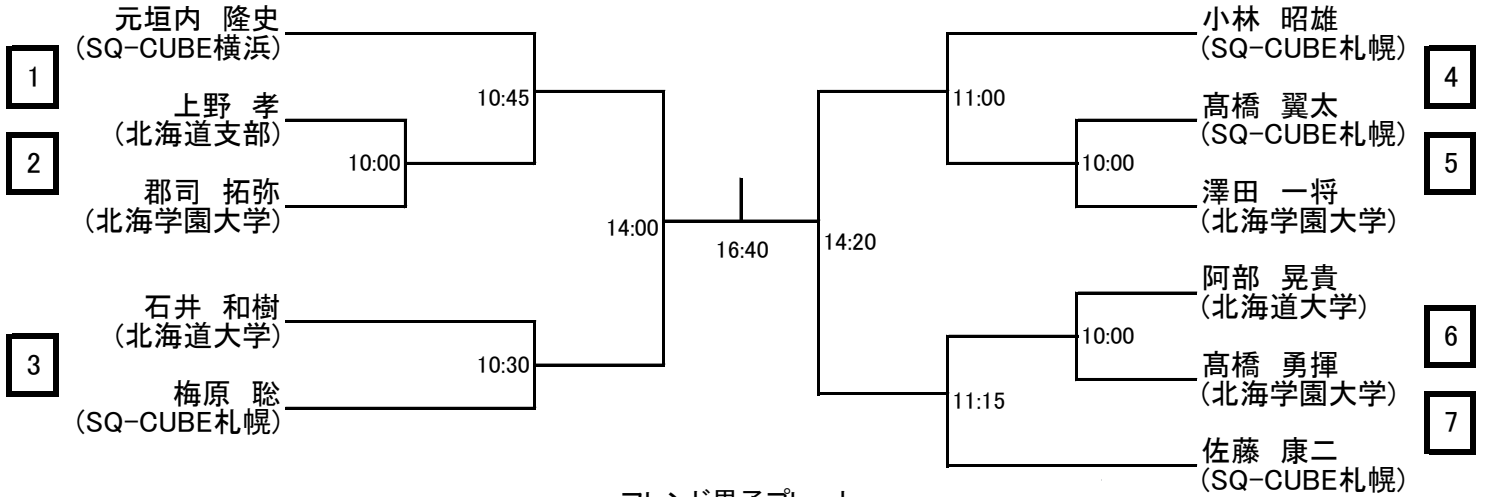 元垣内 隆史
(SQ-CUBE横浜)
1
10:45
上野 孝
(北海道支部)
2
10:00
郡司 拓弥
(北海学園大学)
14:00
石井 和樹
(北海道大学)
3
10:30
梅原 聡
(SQ-CUBE札幌)
16:40
小林 昭雄
(SQ-CUBE札幌)
4
11:00
髙橋 翼太
(SQ-CUBE札幌)
5
10:00
澤田 一将
(北海学園大学)
14:20
阿部 晃貴
(北海道大学)
6
10:00
髙橋 勇揮
(北海学園大学)
7
11:15
佐藤 康二
(SQ-CUBE札幌)